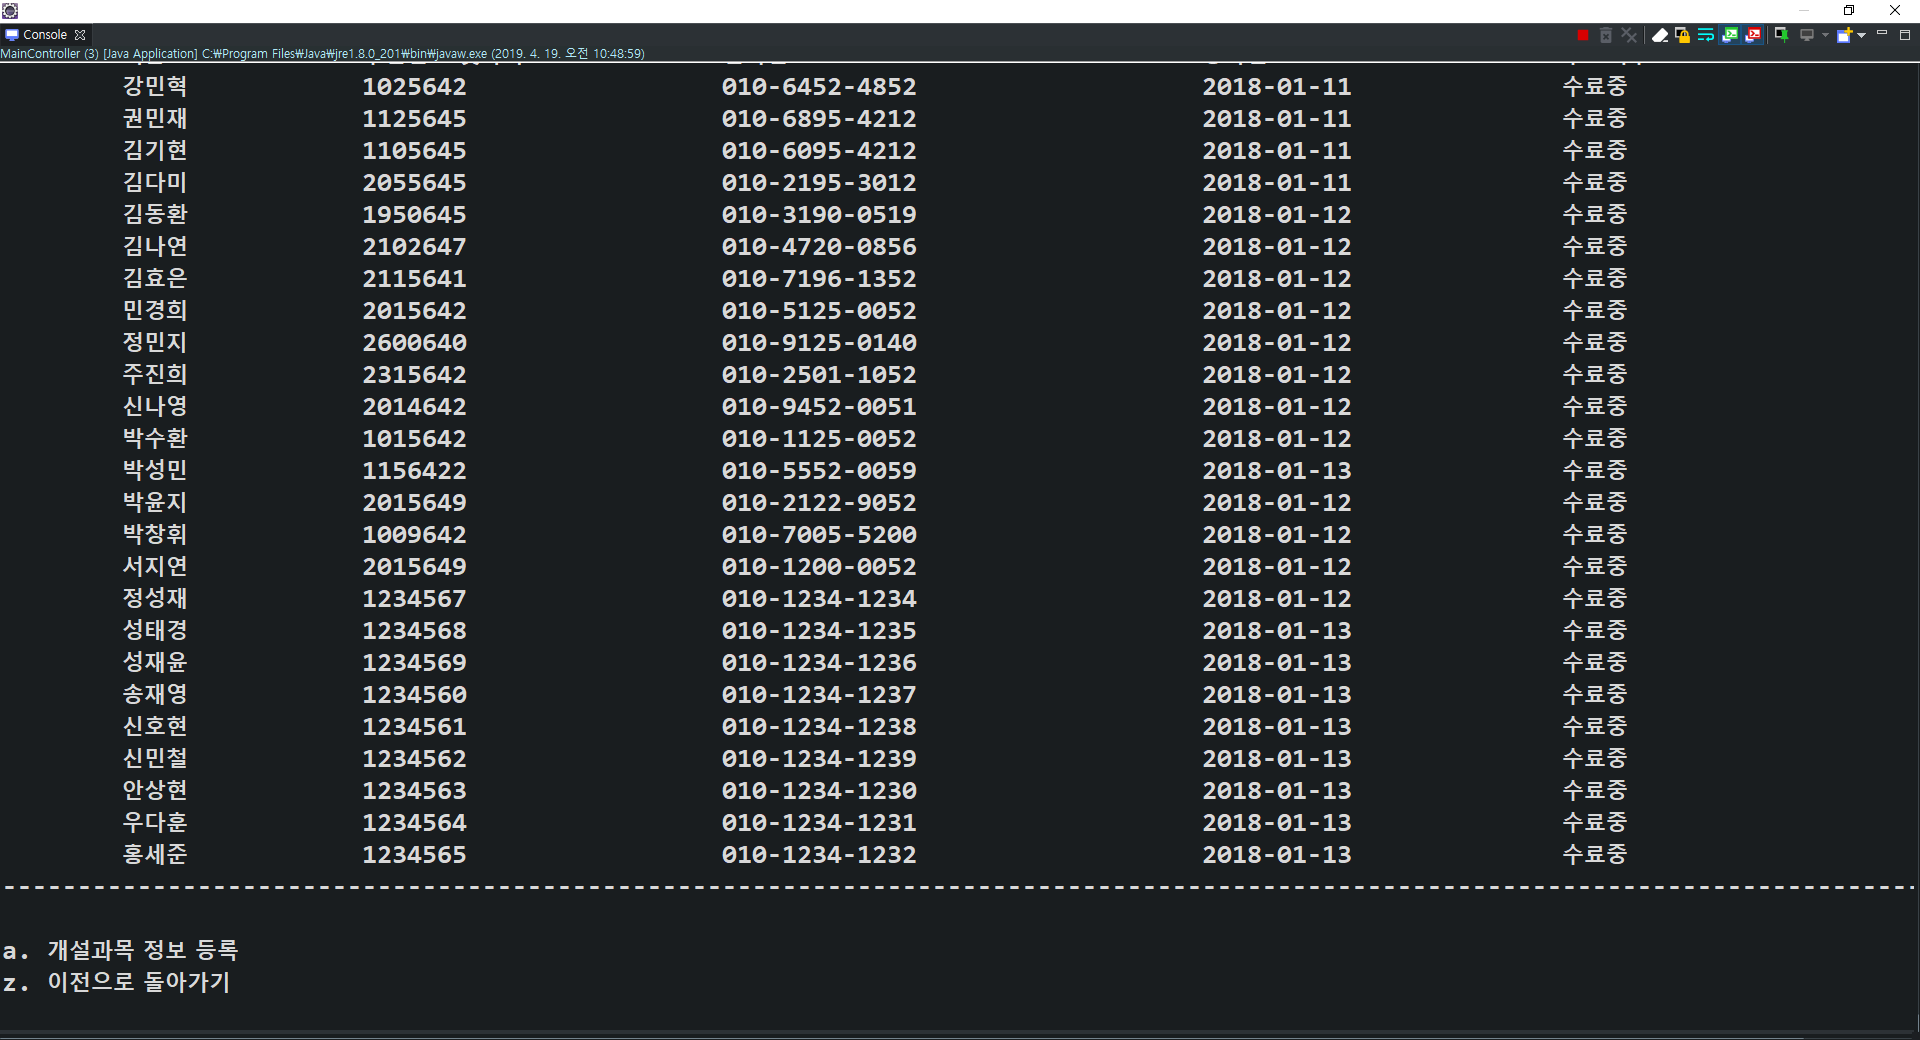 Console
MainController (3) [Java Application] C:₩Program Files₩Java₩jre1.8.0_201₩bin₩javaw.exe (2019. 4. 19. 오전 10:48:59)
강민혁 1025642 010-6452-4852 2018-01-11 수료중
권민재 1125645 010-6895-4212 2018-01-11 수료중
김기현 1105645 010-6095-4212 2018-01-11 수료중
김다미 2055645 010-2195-3012 2018-01-11 수료중
김동환 1950645 010-3190-0519 2018-01-12 수료중
김나연 2102647 010-4720-0856 2018-01-12 수료중
김효은 2115641 010-7196-1352 2018-01-12 수료중
민경희 2015642 010-5125-0052 2018-01-12 수료중
정민지 2600640 010-9125-0140 2018-01-12 수료중
주진희 2315642 010-2501-1052 2018-01-12 수료중
신나영 2014642 010-9452-0051 2018-01-12 수료중
박수환 1015642 010-1125-0052 2018-01-12 수료중
박성민 1156422 010-5552-0059 2018-01-13 수료중
박윤지 2015649 010-2122-9052 2018-01-12 수료중
박창휘 1009642 010-7005-5200 2018-01-12 수료중
서지연 2015649 010-1200-0052 2018-01-12 수료중
정성재 1234567 010-1234-1234 2018-01-12 수료중
성태경 1234568 010-1234-1235 2018-01-13 수료중
성재윤 1234569 010-1234-1236 2018-01-13 수료중
송재영 1234560 010-1234-1237 2018-01-13 수료중
신호현 1234561 010-1234-1238 2018-01-13 수료중
신민철 1234562 010-1234-1239 2018-01-13 수료중
안상현 1234563 010-1234-1230 2018-01-13 수료중
우다훈 1234564 010-1234-1231 2018-01-13 수료중
홍세준 1234565 010-1234-1232 2018-01-13 수료중
a. 개설과목 정보 등록
z. 이전으로 돌아가기